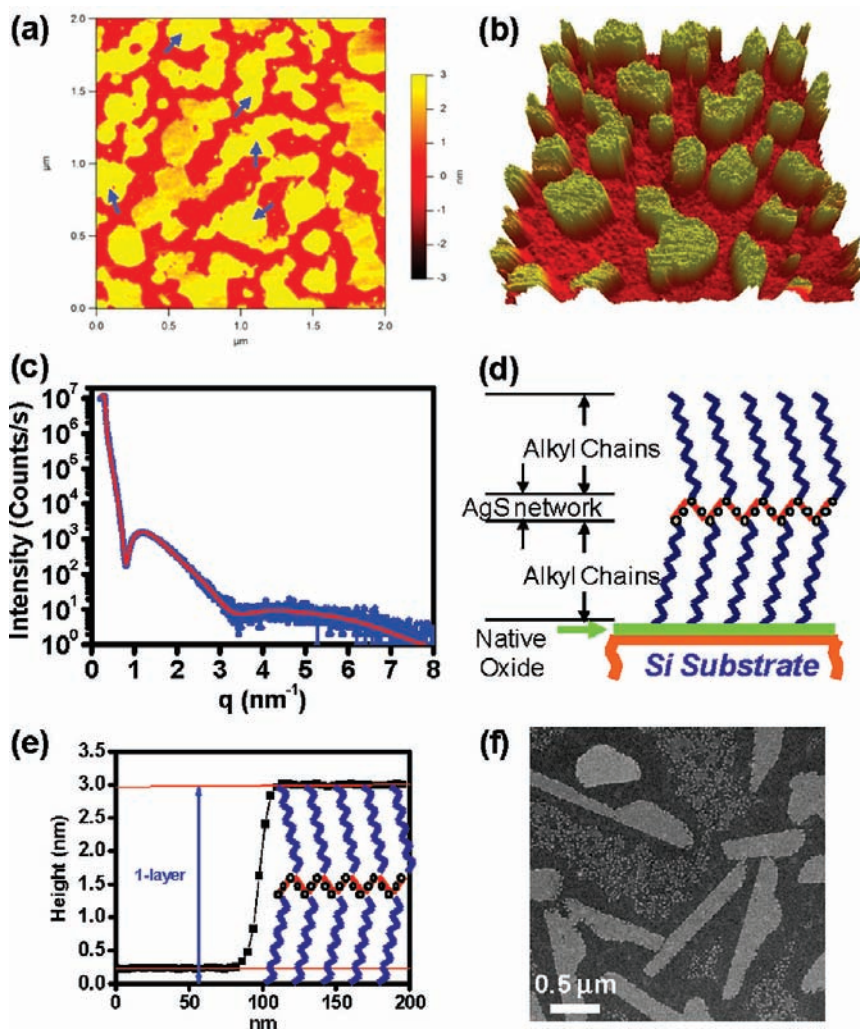 (a)
2.0
1.5
1.0
0.5
0.0
µm
0.0
0.5
1.0
1.5
2.0
µm
3
2
1
0
-1
-2
-3
nm
(b)
(c)
Intensity (Counts/s)
10⁷
10⁶
10⁵
10⁴
10³
10²
10¹
10⁰
0 1 2 3 4 5 6 7 8
q (nm⁻¹)
(d)
Alkyl Chains
AgS network
Alkyl Chains
Native
Oxide
Si Substrate
(e)
Height (nm)
3.5
3.0
2.5
2.0
1.5
1.0
0.5
0.0
1-layer
0 50 100 150 200
nm
(f)
0.5 µm